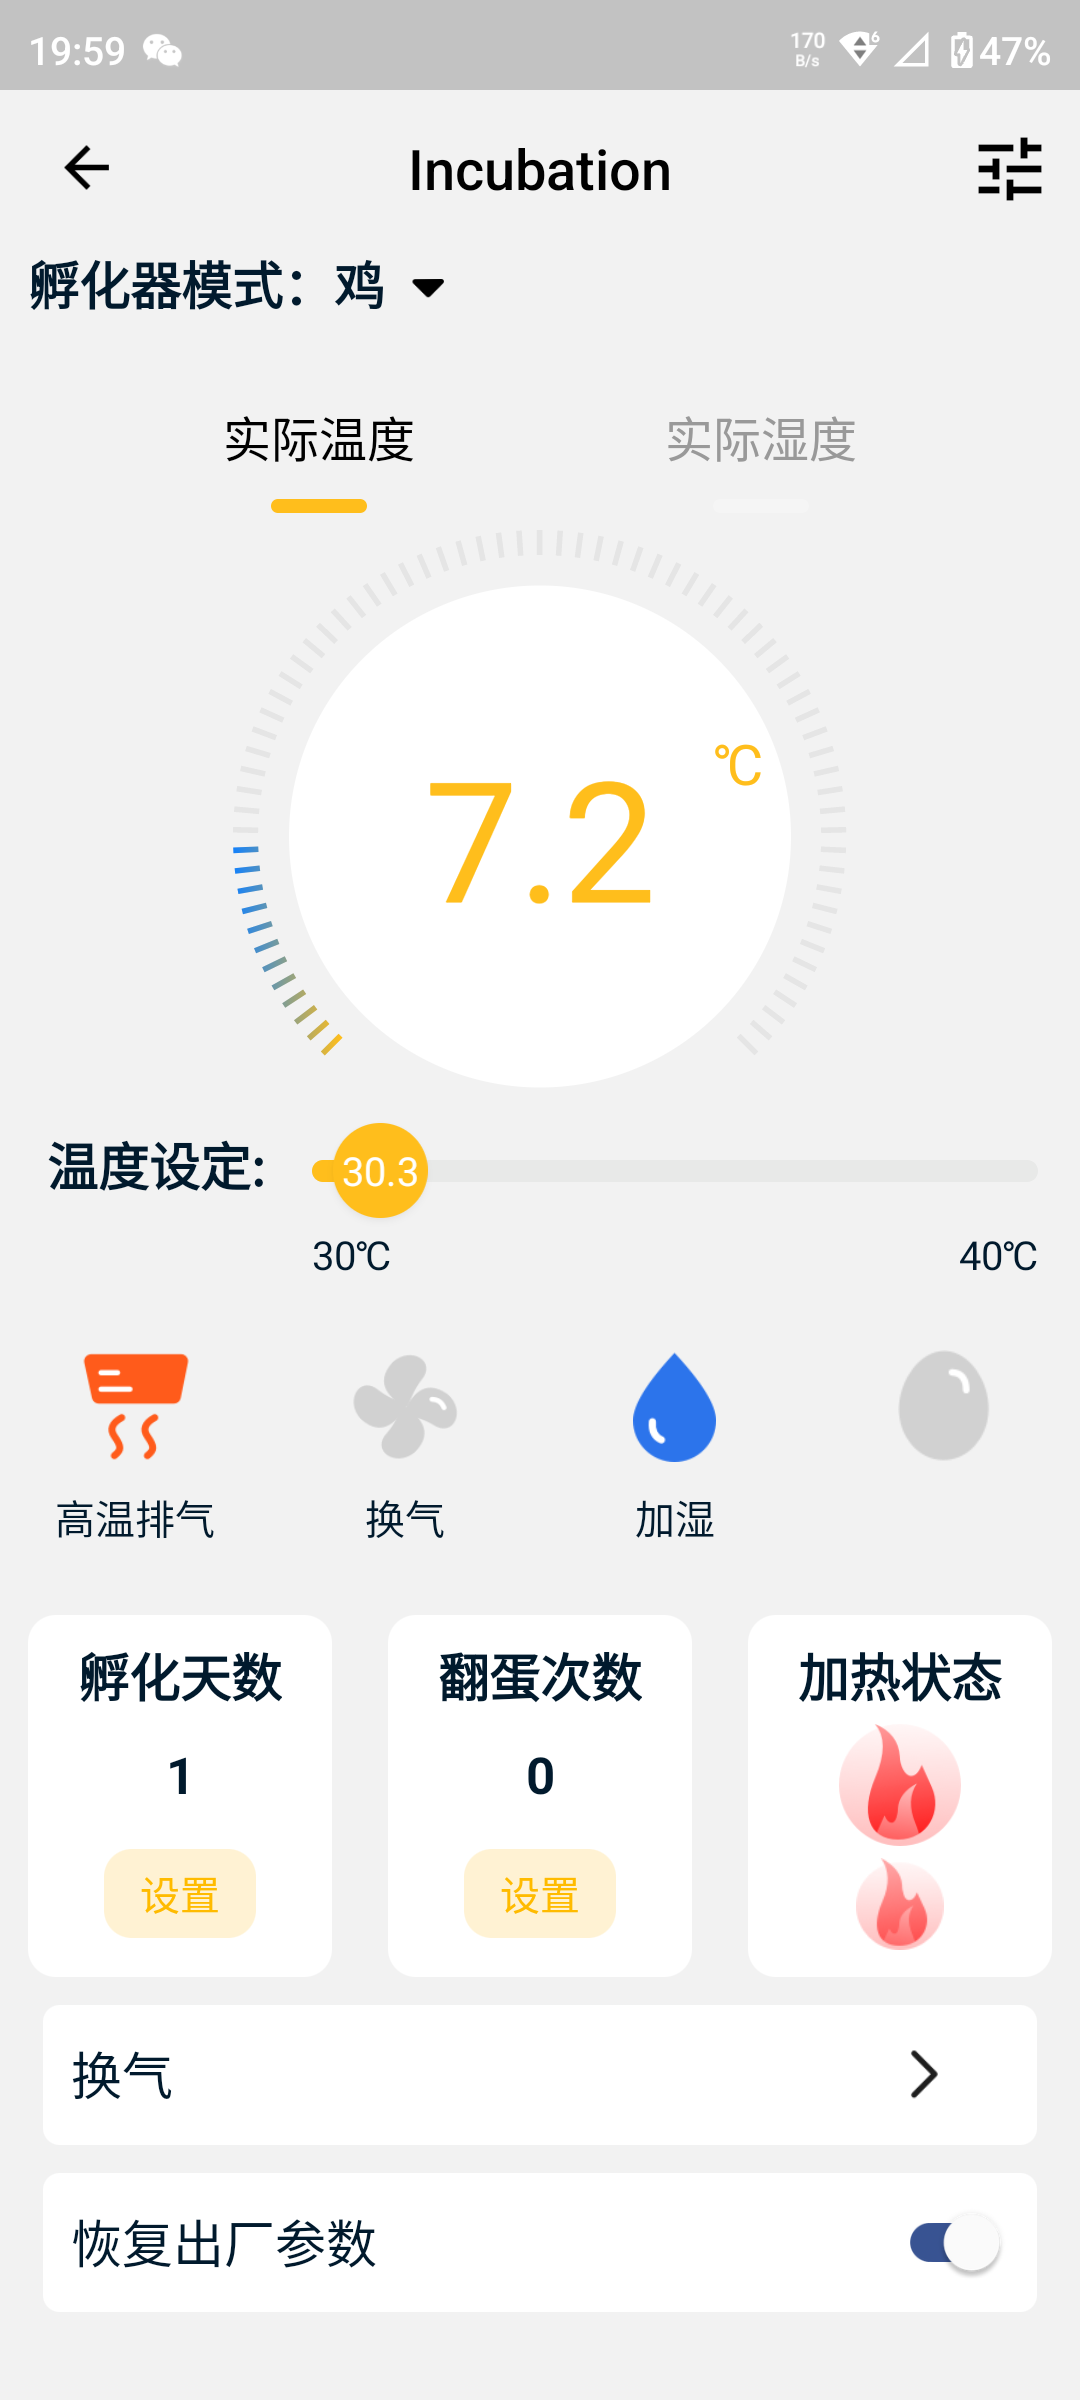 19:59
170 B/s
6
47%
Incubation
孵化器模式：鸡
实际温度
实际湿度
℃
7.2
温度设定:
30.3
30℃
40℃
高温排气
换气
加湿
孵化天数
翻蛋次数
加热状态
1
0
设置
设置
换气
恢复出厂参数